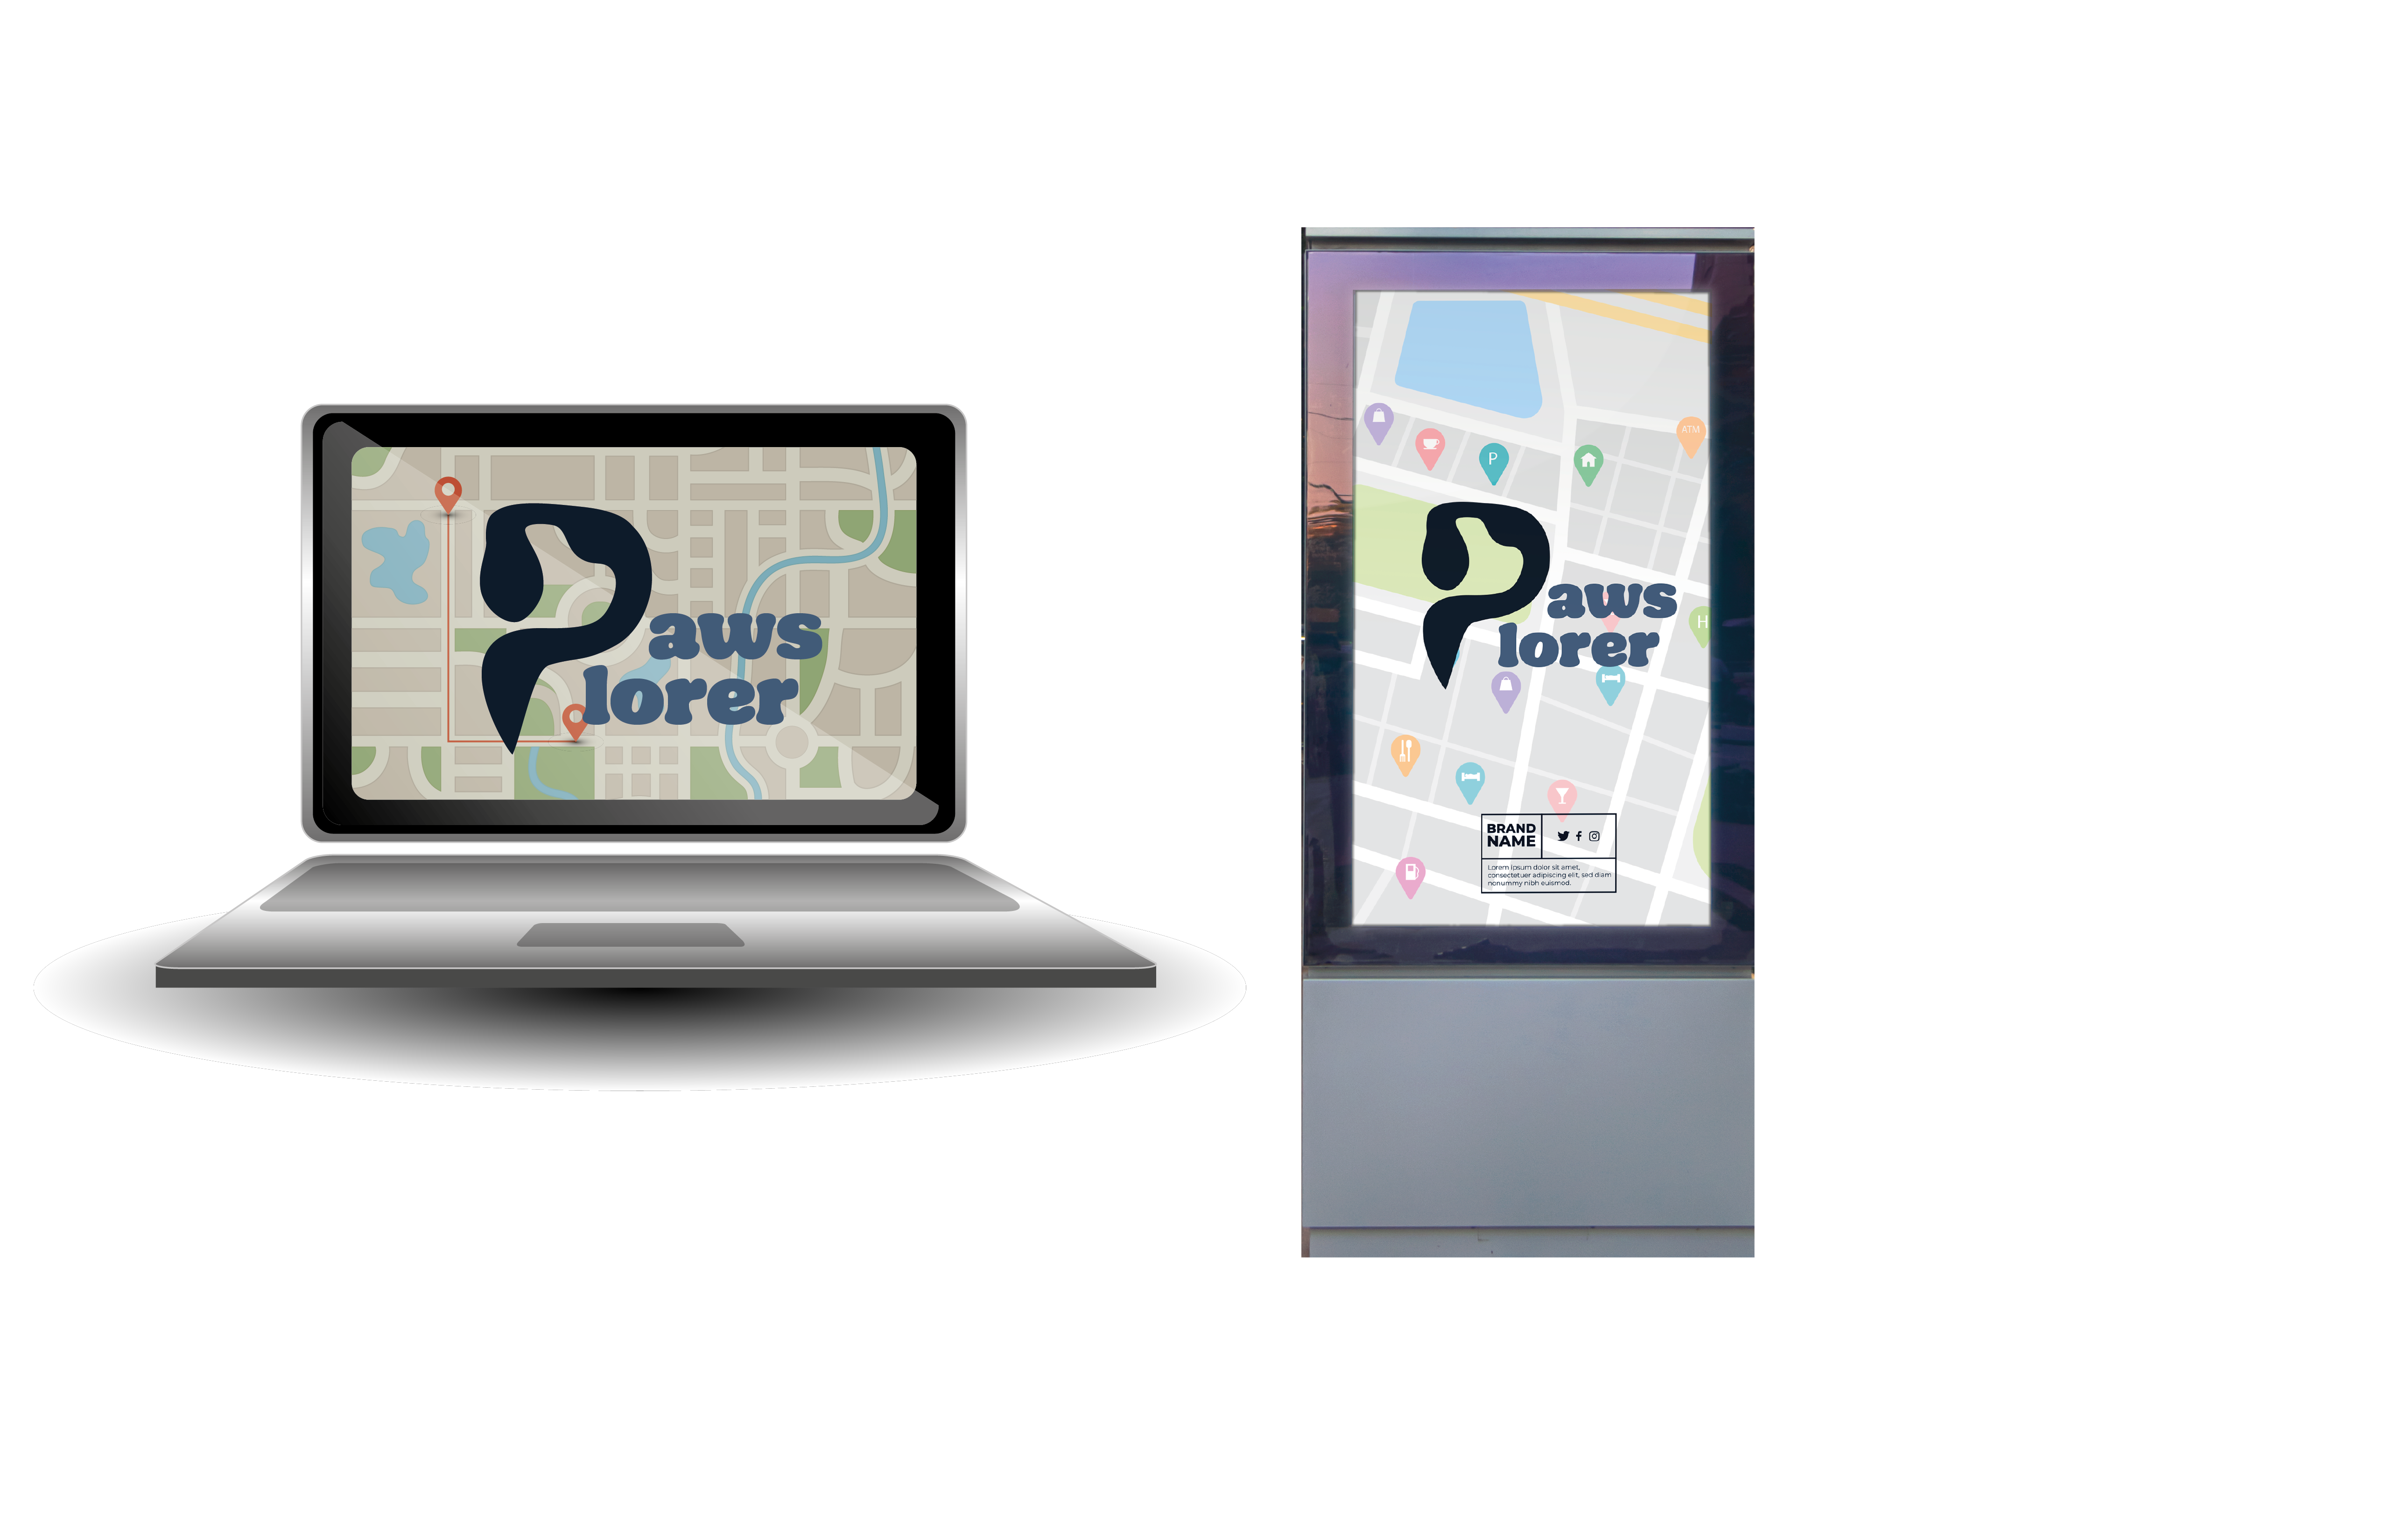 Paws
lorer
ATM
P
Paws
lorer
H
BRAND
NAME
Lorem ipsum dolor sit amet,
consectetuer adipiscing elit, sed diam
nonummy nibh euismod.